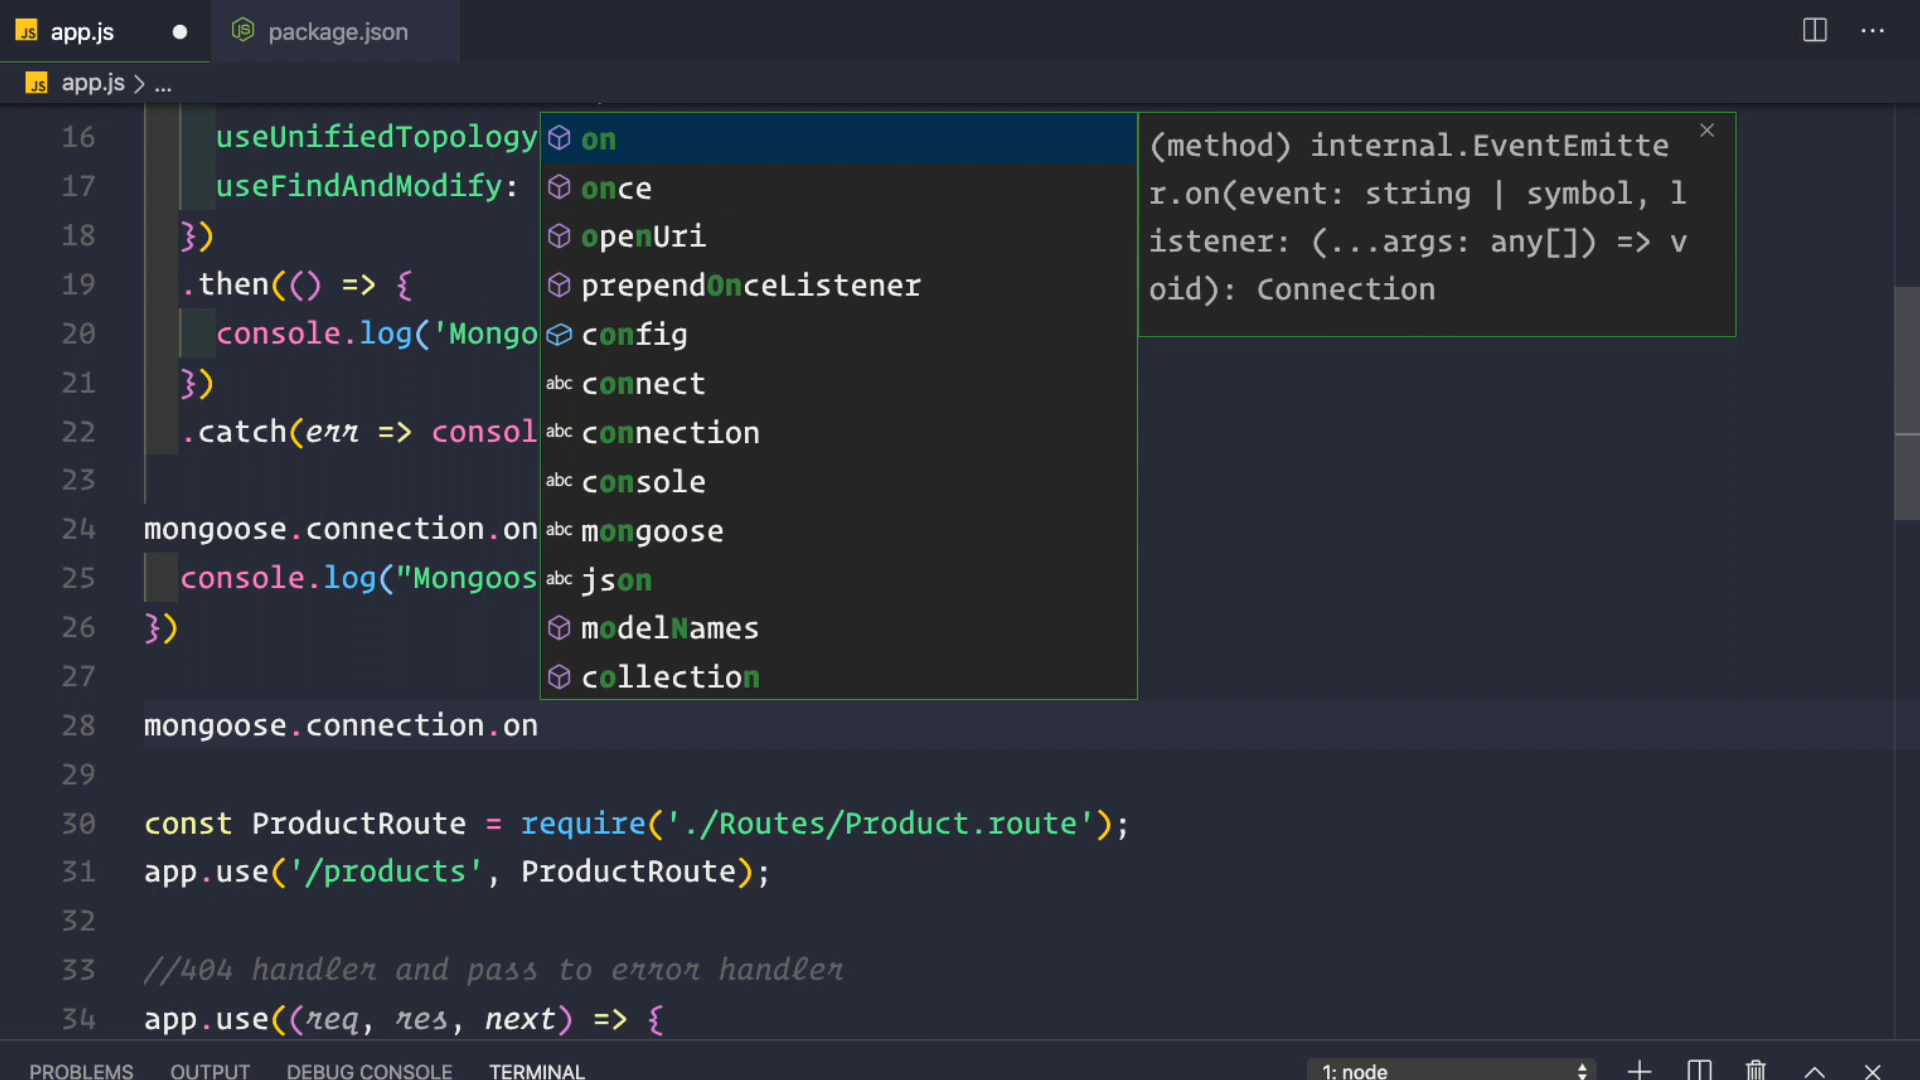 JS app.js
JS package.json
JS app.js > ...
16 useUnifiedTopology
17 useFindAndModify:
18 })
19 .then(() => {
20 console.log('Mongo
21 })
22 .catch(err => consol
23
24 mongoose.connection.on
25 console.log("Mongoos
26 })
27
28 mongoose.connection.on
29
30 const ProductRoute = require('./Routes/Product.route');
31 app.use('/products', ProductRoute);
32
33 //404 handler and pass to error handler
34 app.use((req, res, next) => {
on
once
openUri
prependOnceListener
config
abc connect
abc connection
abc console
abc mongoose
abc json
modelNames
collection
(method) internal.EventEmitte
r.on(event: string | symbol, l
istener: (...args: any[]) => v
oid): Connection
PROBLEMS OUTPUT DEBUG CONSOLE TERMINAL 1: node